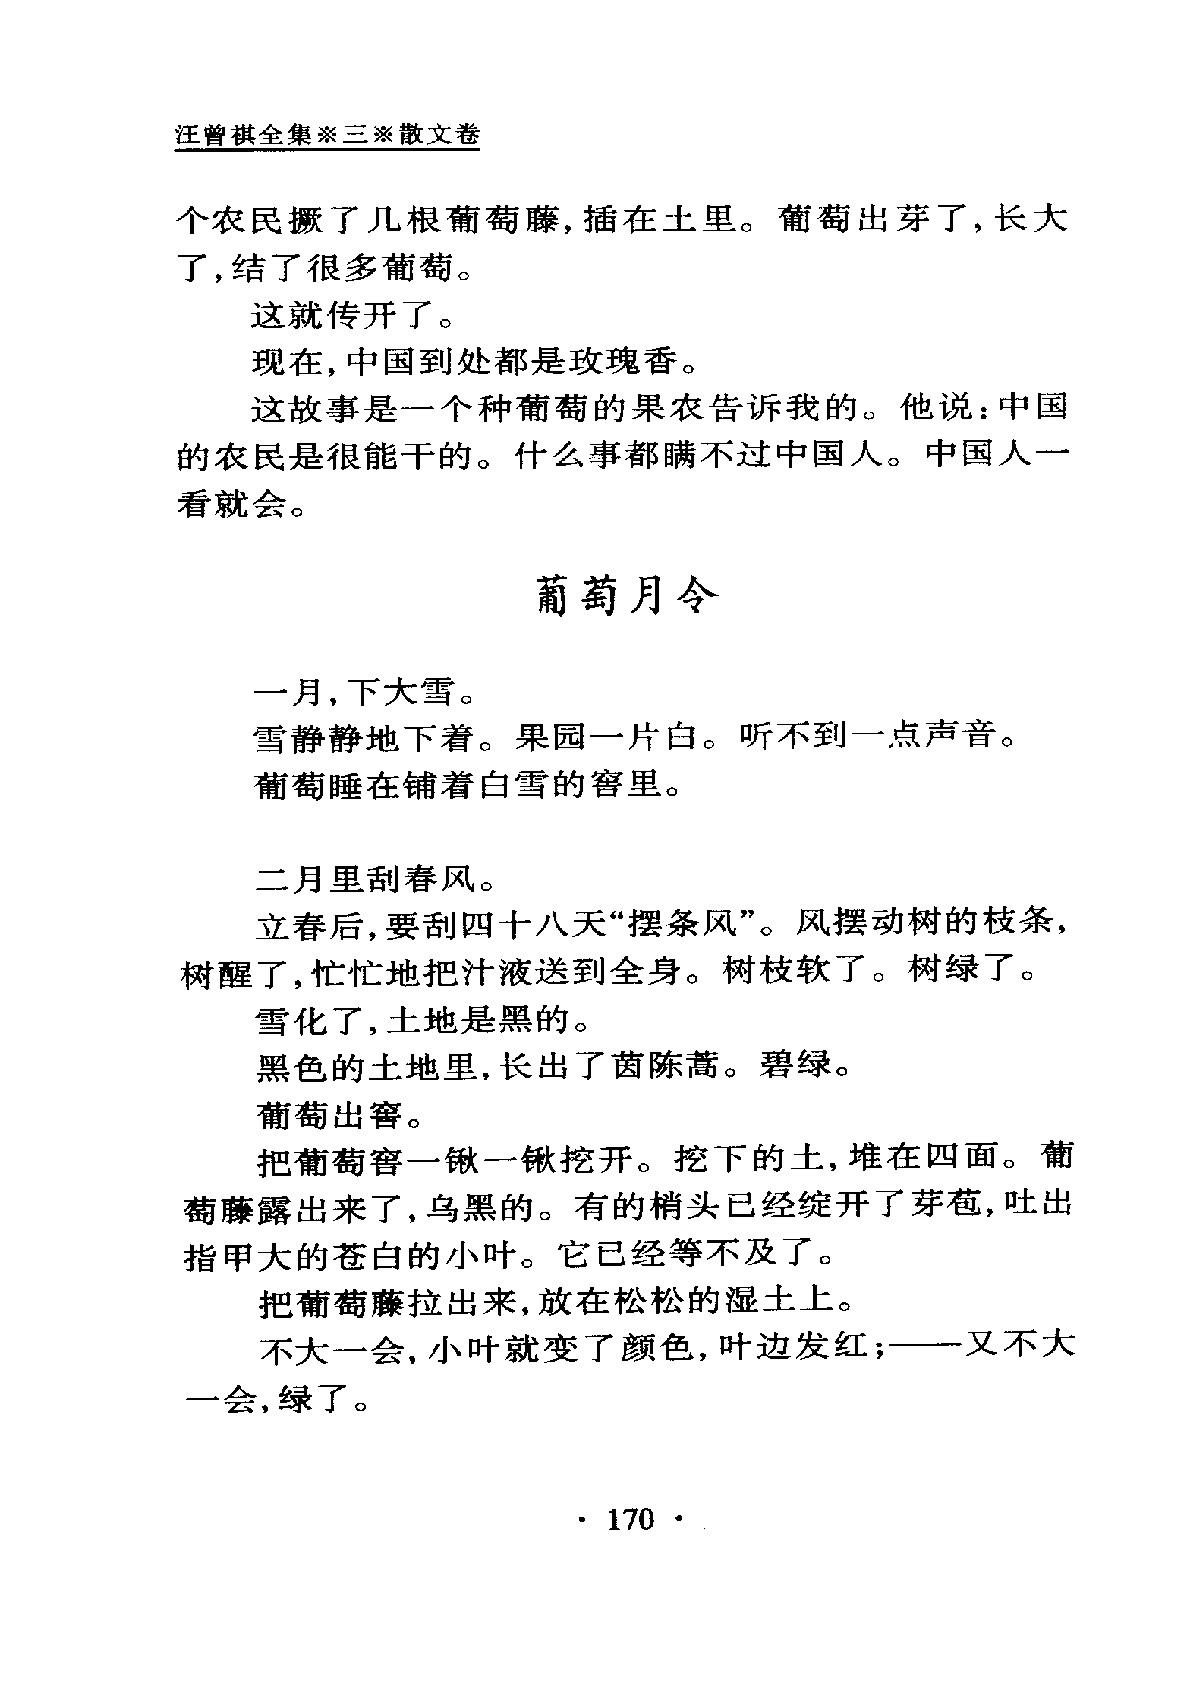 汪曾祺全集※三※散文卷
个农民撅了几根葡萄藤,插在土里。葡萄出芽了,长大
了,结了很多葡萄。
这就传开了。
现在,中国到处都是玫瑰香。
这故事是一个种葡萄的果农告诉我的。他说:中国
的农民是很能干的。什么事都瞒不过中国人。中国人一
看就会。
葡萄月令
一月,下大雪。
雪静静地下着。果园一片白。听不到一点声音。
葡萄睡在铺着白雪的窖里。
二月里刮春风。
立春后,要刮四十八天“摆条风”。风摆动树的枝条,
树醒了,忙忙地把汁液送到全身。树枝软了。树绿了。
雪化了,土地是黑的。
黑色的土地里,长出了茵陈蒿。碧绿。
葡萄出窖。
把葡萄窖一锹一锹挖开。挖下的土,堆在四面。葡
萄藤露出来了,乌黑的。有的梢头已经绽开了芽苞,吐出
指甲大的苍白的小叶。它已经等不及了。
把葡萄藤拉出来,放在松松的湿土上。
不大一会,小叶就变了颜色,叶边发红;——又不大
一会,绿了。
· 170 ·